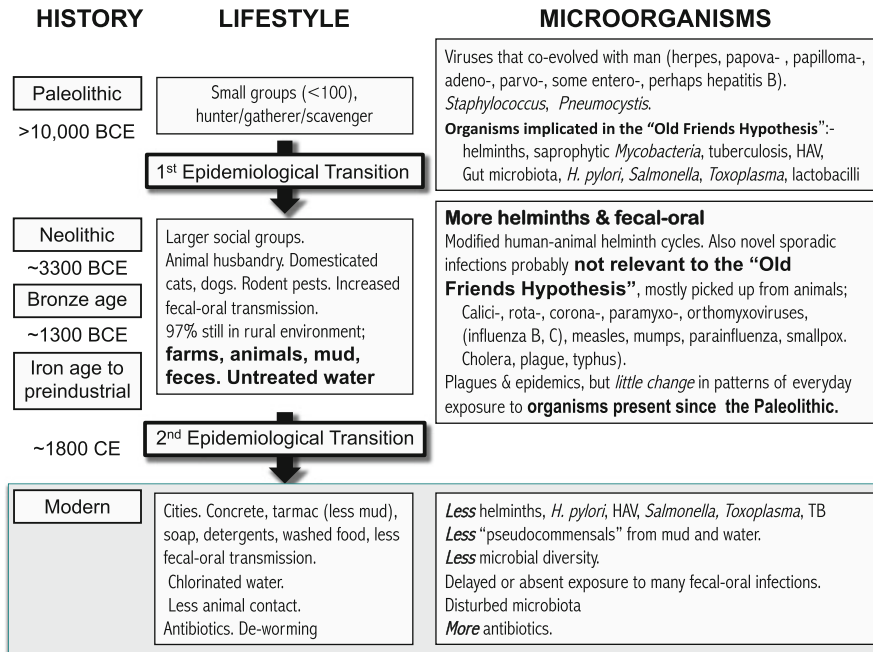 HISTORY
LIFESTYLE
MICROORGANISMS
Paleolithic
>10,000 BCE
Small groups (<100),
hunter/gatherer/scavenger
Viruses that co-evolved with man (herpes, papova- , papilloma-,
adeno-, parvo-, some entero-, perhaps hepatitis B).
Staphylococcus, Pneumocystis.
Organisms implicated in the “Old Friends Hypothesis”:-
helminths, saprophytic Mycobacteria, tuberculosis, HAV,
Gut microbiota, H. pylori, Salmonella, Toxoplasma, lactobacilli
1st Epidemiological Transition
Neolithic
~3300 BCE
Bronze age
~1300 BCE
Iron age to
preindustrial
Larger social groups.
Animal husbandry. Domesticated
cats, dogs. Rodent pests. Increased
fecal-oral transmission.
97% still in rural environment;
farms, animals, mud,
feces. Untreated water
More helminths & fecal-oral
Modified human-animal helminth cycles. Also novel sporadic
infections probably not relevant to the “Old
Friends Hypothesis”, mostly picked up from animals;
Calici-, rota-, corona-, paramyxo-, orthomyxoviruses,
(influenza B, C), measles, mumps, parainfluenza, smallpox.
Cholera, plague, typhus).
Plagues & epidemics, but little change in patterns of everyday
exposure to organisms present since the Paleolithic.
~1800 CE
2nd Epidemiological Transition
Modern
Cities. Concrete, tarmac (less mud),
soap, detergents, washed food, less
fecal-oral transmission.
Chlorinated water.
Less animal contact.
Antibiotics. De-worming
Less helminths, H. pylori, HAV, Salmonella, Toxoplasma, TB
Less “pseudocommensals” from mud and water.
Less microbial diversity.
Delayed or absent exposure to many fecal-oral infections.
Disturbed microbiota
More antibiotics.